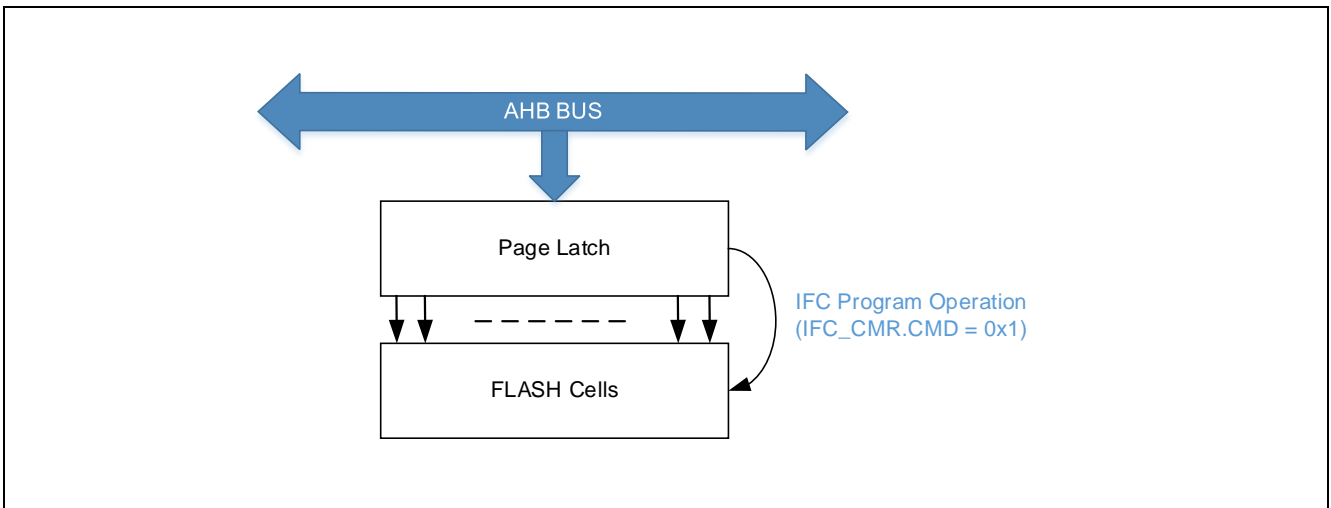 AHB BUS
Page Latch
IFC Program Operation
(IFC_CMR.CMD = 0x1)
FLASH Cells